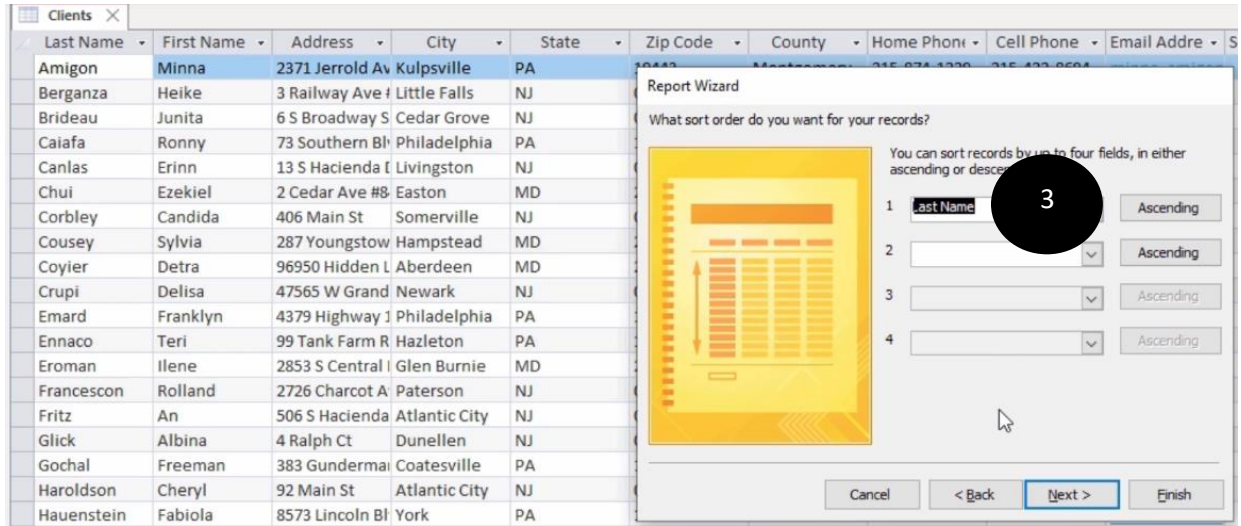 Clients
Last Name First Name Address City State Zip Code County Home Phone Cell Phone Email Addre S
Amigon Minna 2371 Jerrold Av Kulpsville PA
Berganza Heike 3 Railway Ave # Little Falls NJ
Brideau Junita 6 S Broadway S Cedar Grove NJ
Caiafa Ronny 73 Southern Blv Philadelphia PA
Canlas Erinn 13 S Hacienda D Livingston NJ
Chui Ezekiel 2 Cedar Ave #8 Easton MD
Corbley Candida 406 Main St Somerville NJ
Cousey Sylvia 287 Youngstow Hampstead MD
Coyier Detra 96950 Hidden L Aberdeen MD
Crupi Delisa 47565 W Grand Newark NJ
Emard Franklyn 4379 Highway 1 Philadelphia PA
Ennaco Teri 99 Tank Farm R Hazleton PA
Eroman Ilene 2853 S Central Glen Burnie MD
Francescon Rolland 2726 Charcot A Paterson NJ
Fritz An 506 S Hacienda Atlantic City NJ
Glick Albina 4 Ralph Ct Dunellen NJ
Gochal Freeman 383 Gunderman Coatesville PA
Haroldson Cheryl 92 Main St Atlantic City NJ
Hauenstein Fabiola 8573 Lincoln Bl York PA
Report Wizard
What sort order do you want for your records?
You can sort records by up to four fields, in either
ascending or
1 Last Name 3 Ascending
2 Ascending
3 Ascending
4 Ascending
Cancel < Back Next > Finish